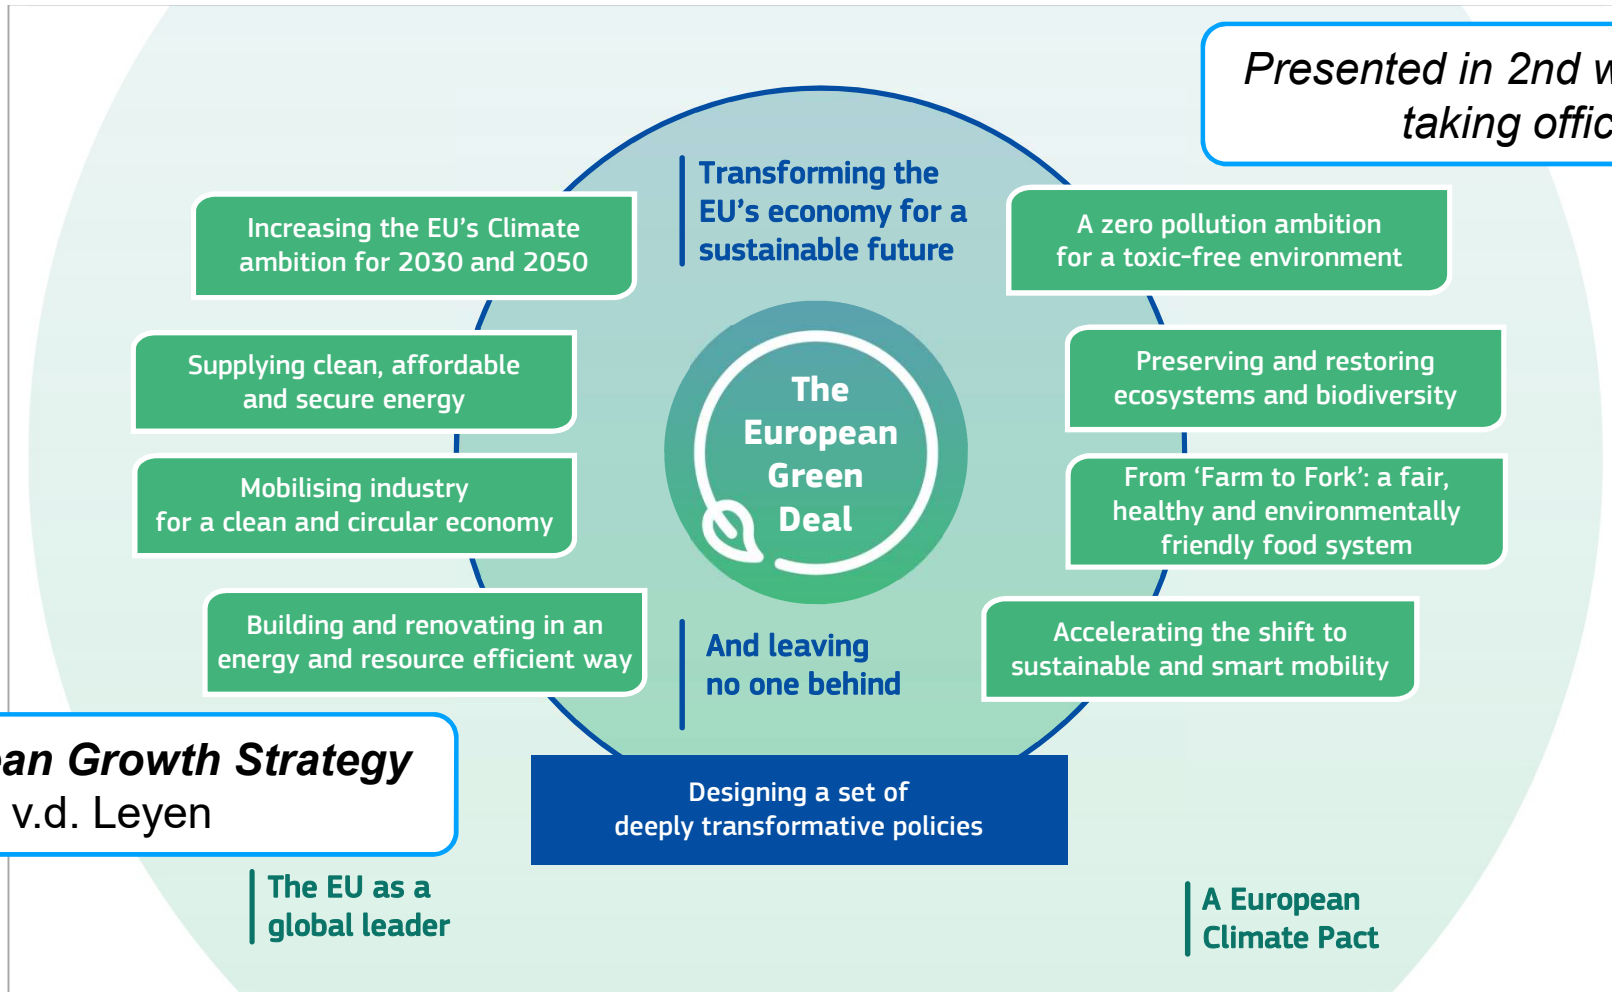 Presented in 2nd
taking
Transforming the
EU's economy for a
sustainable future
Increasing the EU's Climate
ambition for 2030 and 2050
A zero pollution ambition
for a toxic-free environment
Supplying clean, affordable
and secure energy
Preserving and restoring
ecosystems and biodiversity
The
European
Green
Deal
Mobilising industry
for a clean and circular economy
From ‘Farm to Fork’: a fair,
healthy and environmentally
friendly food system
Building and renovating in an
energy and resource efficient way
And leaving
no one behind
Accelerating the shift to
sustainable and smart mobility
Growth Strategy
v.d. Leyen
Designing a set of
deeply transformative policies
The EU as a
global leader
A European
Climate Pact